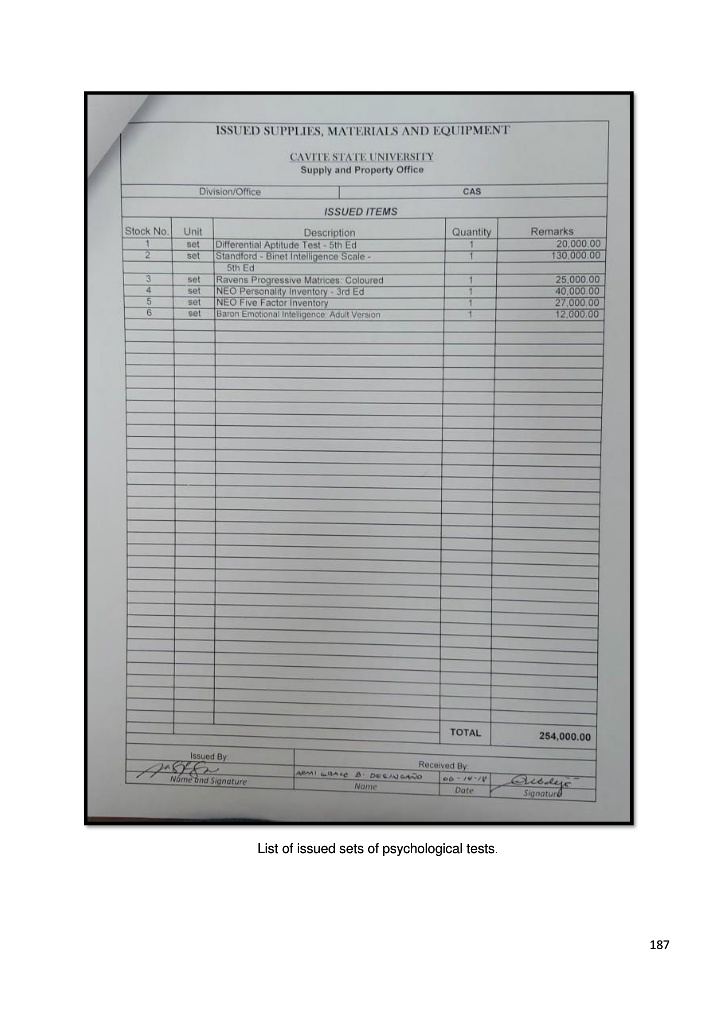 ISSUED SUPPLIES, MATERIALS AND EQUIPMENT
CAVITE STATE UNIVERSITY
Supply and Property Office
Division/Office CAS
ISSUED ITEMS
Stock No. Unit Description Quantity Remarks
1 set Differential Aptitude Test - 5th Ed 1 20,000.00
2 set Standford - Binet Intelligence Scale - 1 130,000.00
5th Ed
3 set Ravens Progressive Matrices: Coloured 1 25,000.00
4 set NEO Personality Inventory - 3rd Ed 1 40,000.00
5 set NEO Five Factor Inventory 1 27,000.00
6 set Baron Emotional Intelligence: Adult Version 1 12,000.00
TOTAL 254,000.00
Issued By Received By
ARMI GRACE B. DESINGAÑO
Name and Signature Name Date Signature
List of issued sets of psychological tests.
187